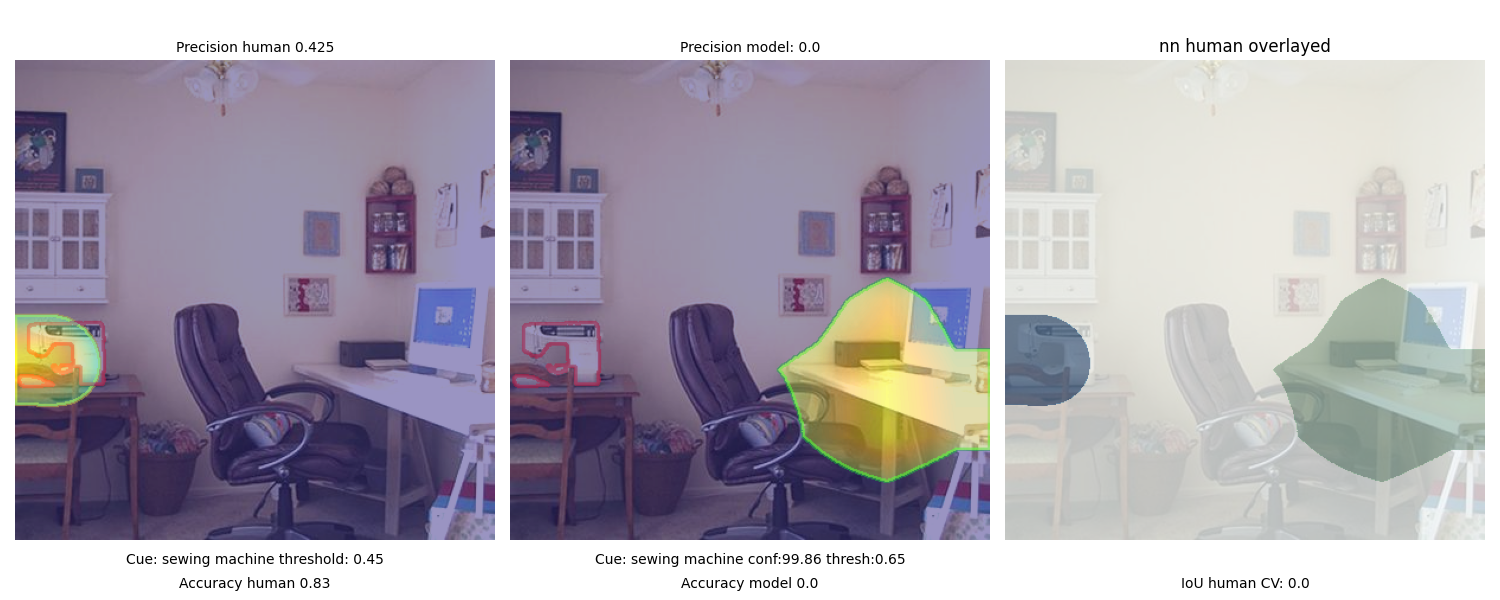 Precision human 0.425
Precision model: 0.0
nn human overlayed
Cue: sewing machine threshold: 0.45
Cue: sewing machine conf:99.86 thresh:0.65
Accuracy human 0.83
Accuracy model 0.0
IoU human CV: 0.0